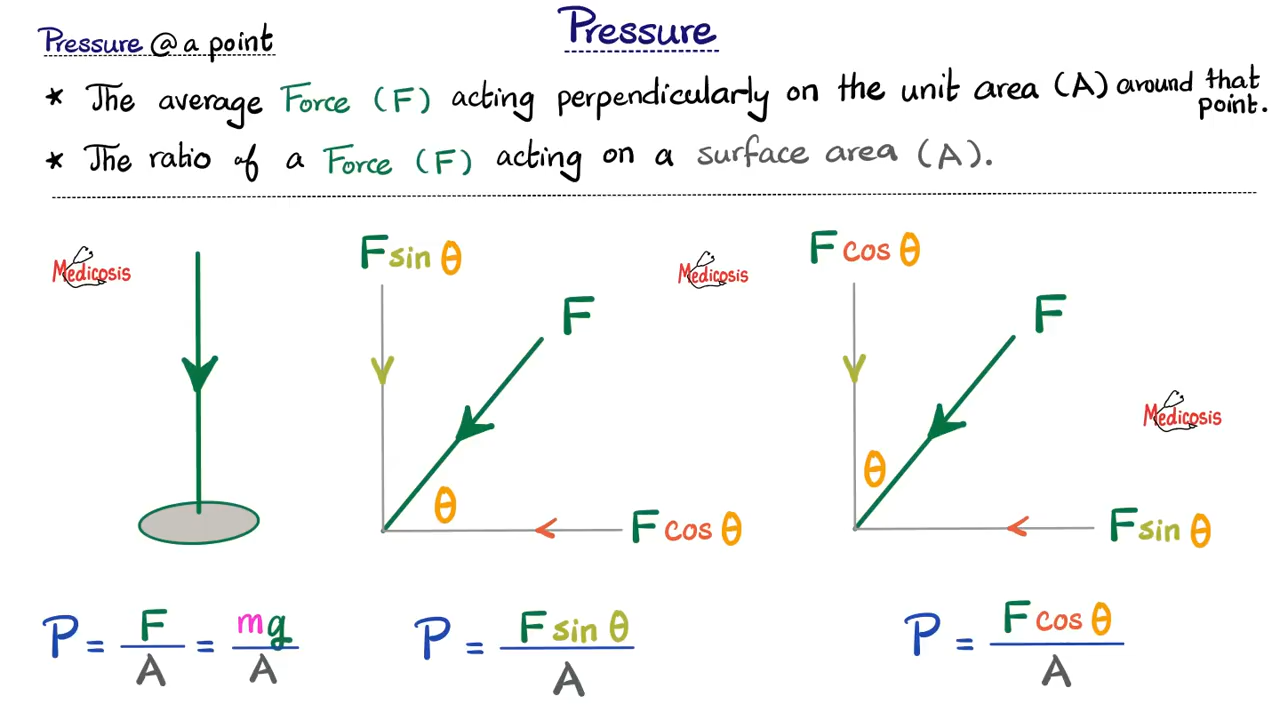 Pressure
Pressure @ a point
* The average Force (F) acting perpendicularly on the unit area (A) around that point.
* The ratio of a Force (F) acting on a surface area (A).
Medicosis
F sin θ
F
θ
F cos θ
Medicosis
F cos θ
F
θ
F sin θ
Medicosis
P = F/A = mg/A
P = F sin θ/A
P = F cos θ/A